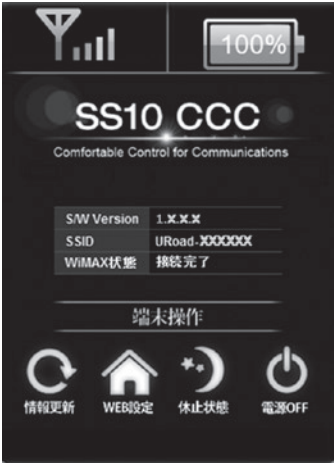 100%
SS10 CCC
Comfortable Control for Communications
S/W Version 1.X.X.X
SSID URoad-XXXXXX
WiMAX状態 接続完了
端末操作
情報更新 WEB設定 休止状態 電源OFF